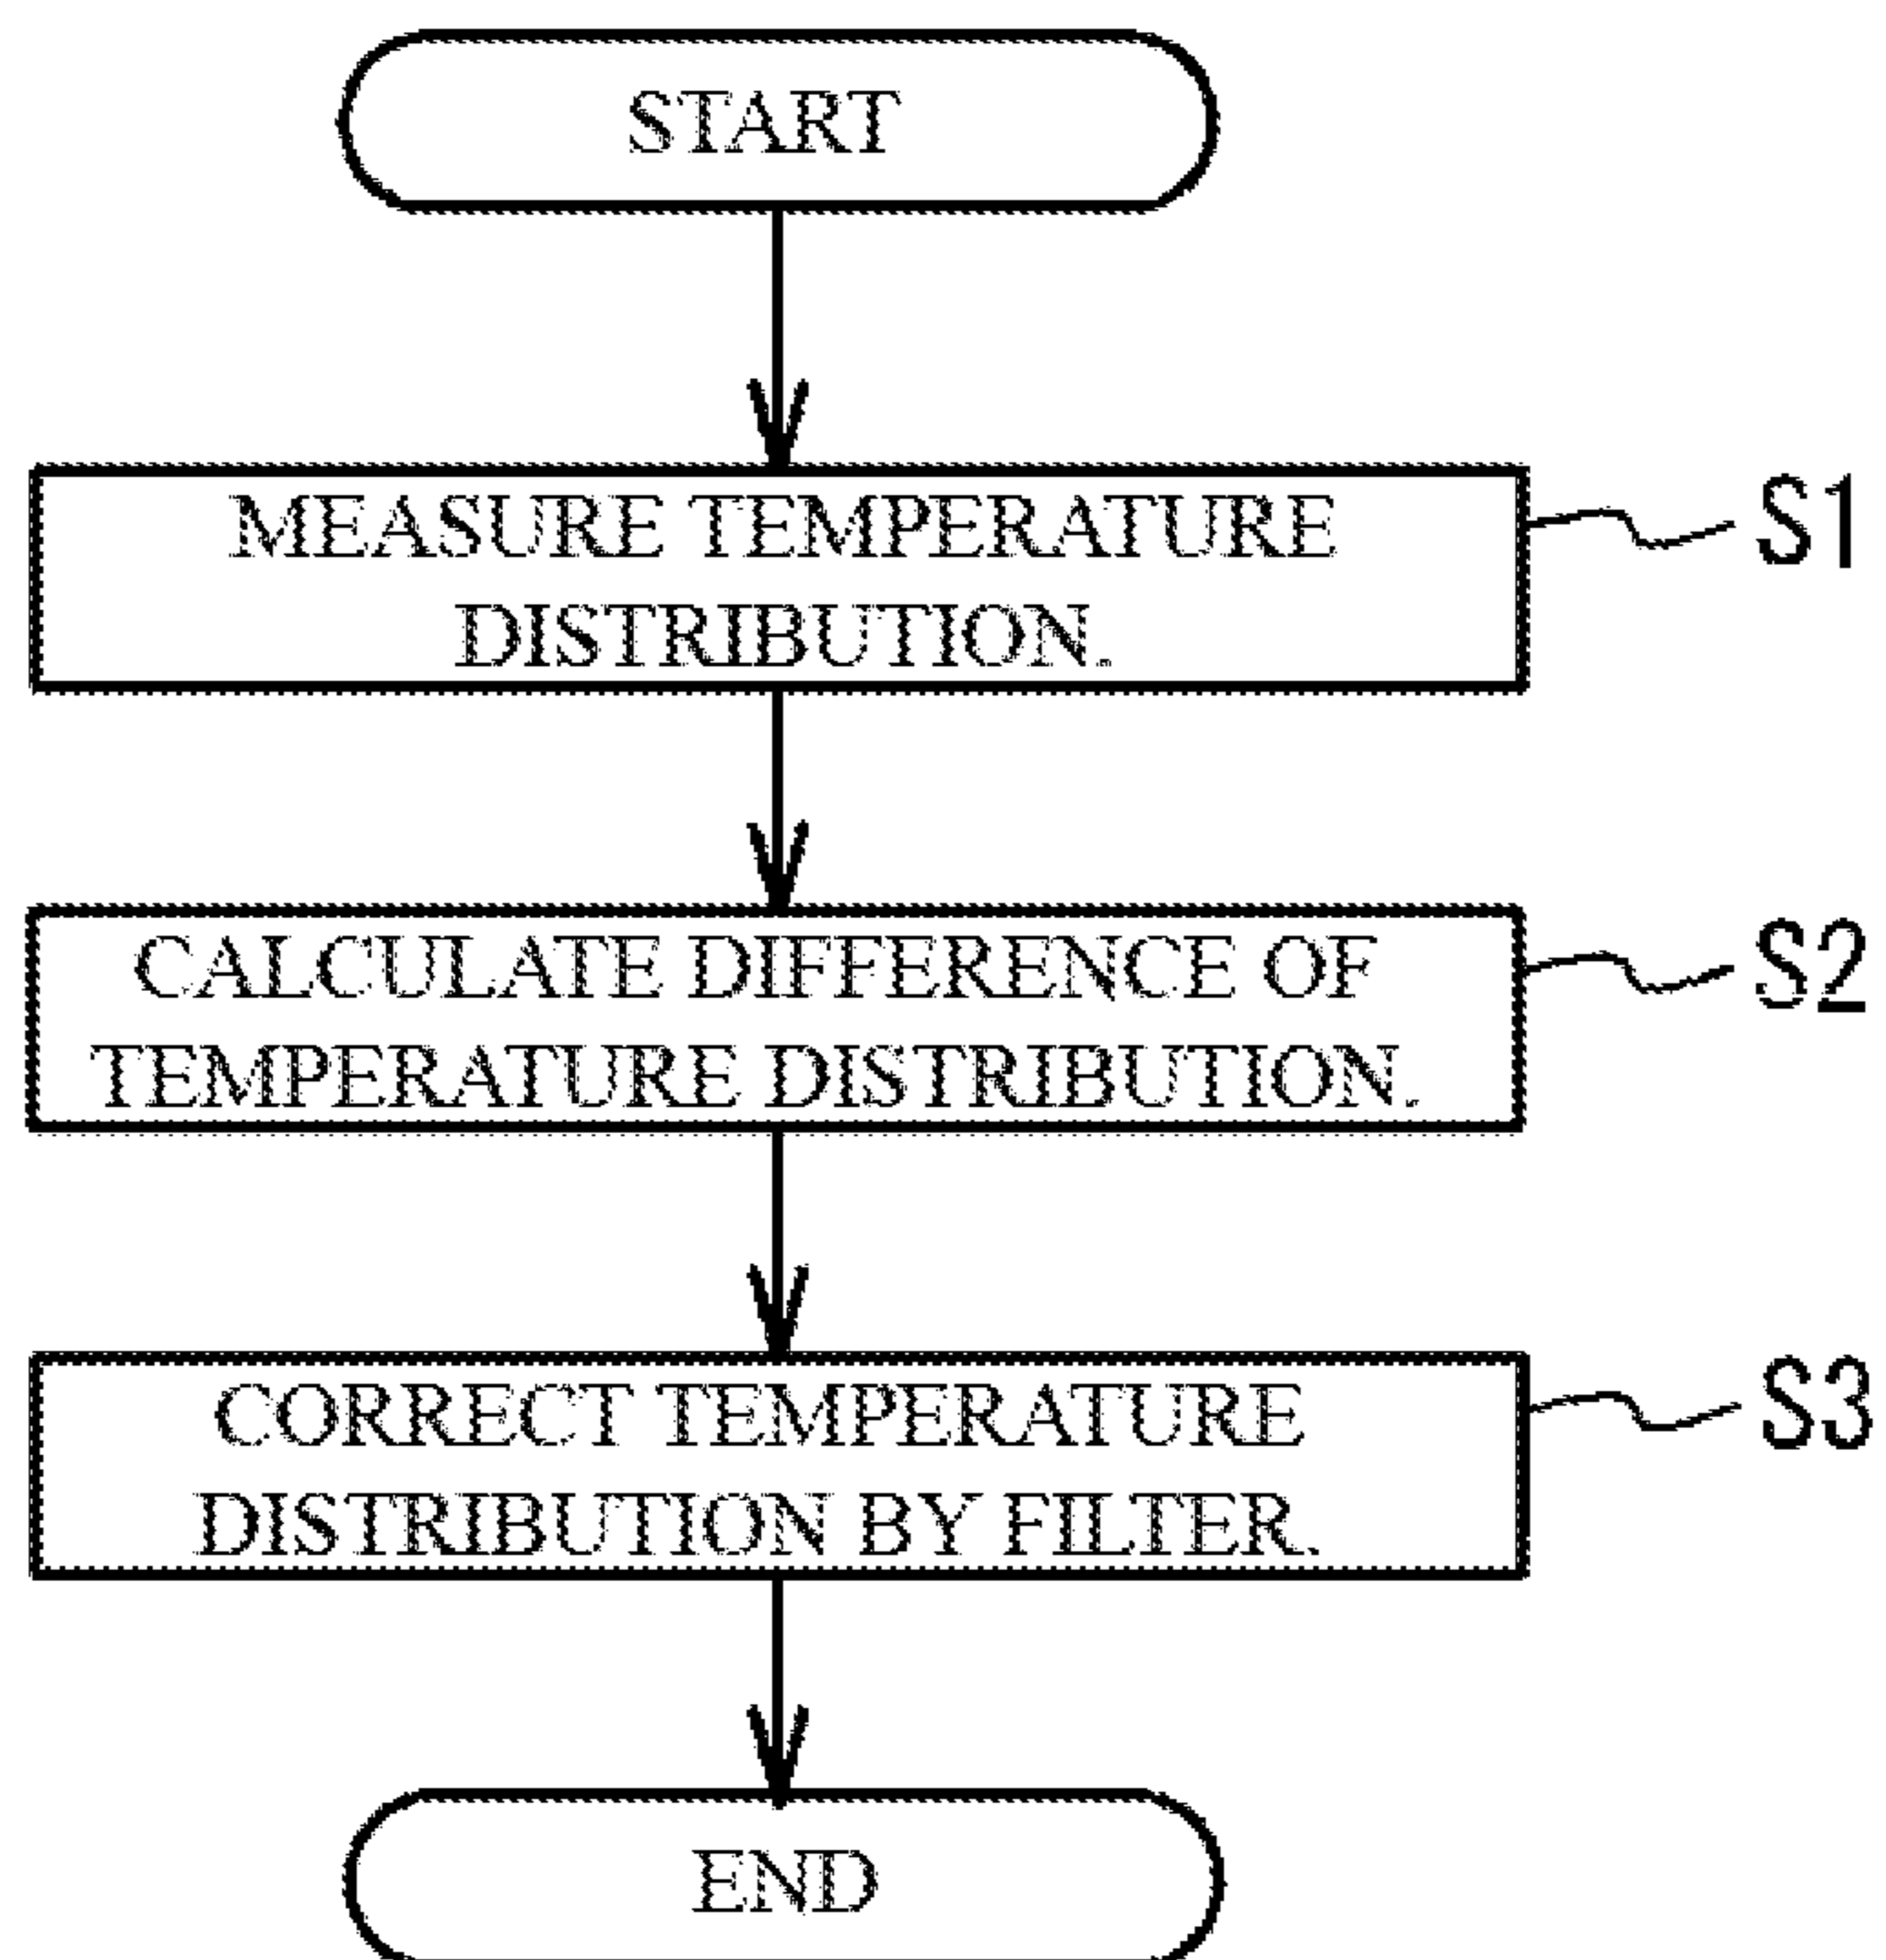 START
MEASURE TEMPERATURE
DISTRIBUTION.
S1
CALCULATE DIFFERENCE OF
TEMPERATURE DISTRIBUTION.
S2
CORRECT TEMPERATURE
DISTRIBUTION BY FILTER.
S3
END